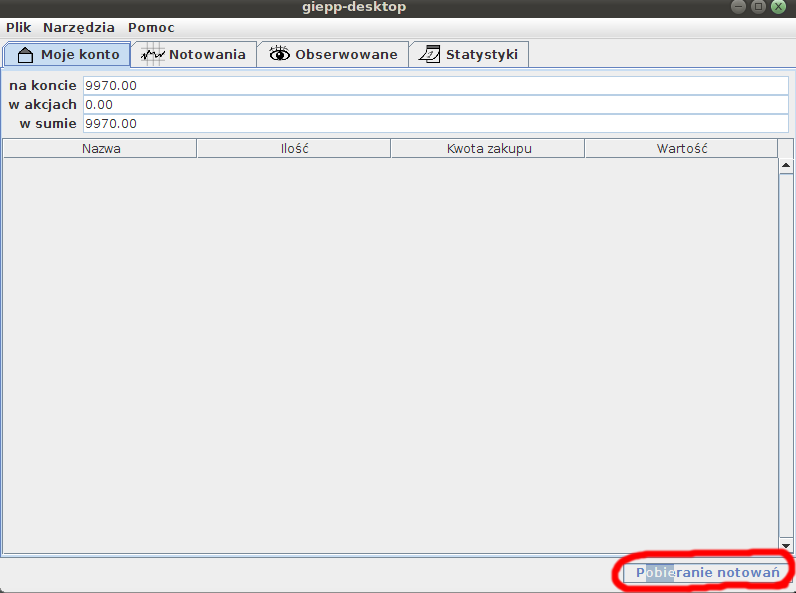 giepp-desktop
Plik Narzędzia Pomoc
Moje konto Notowania Obserwowane Statystyki
na koncie 9970.00
w akcjach 0.00
w sumie 9970.00
Nazwa Ilość Kwota zakupu Wartość
Pobieranie notowań